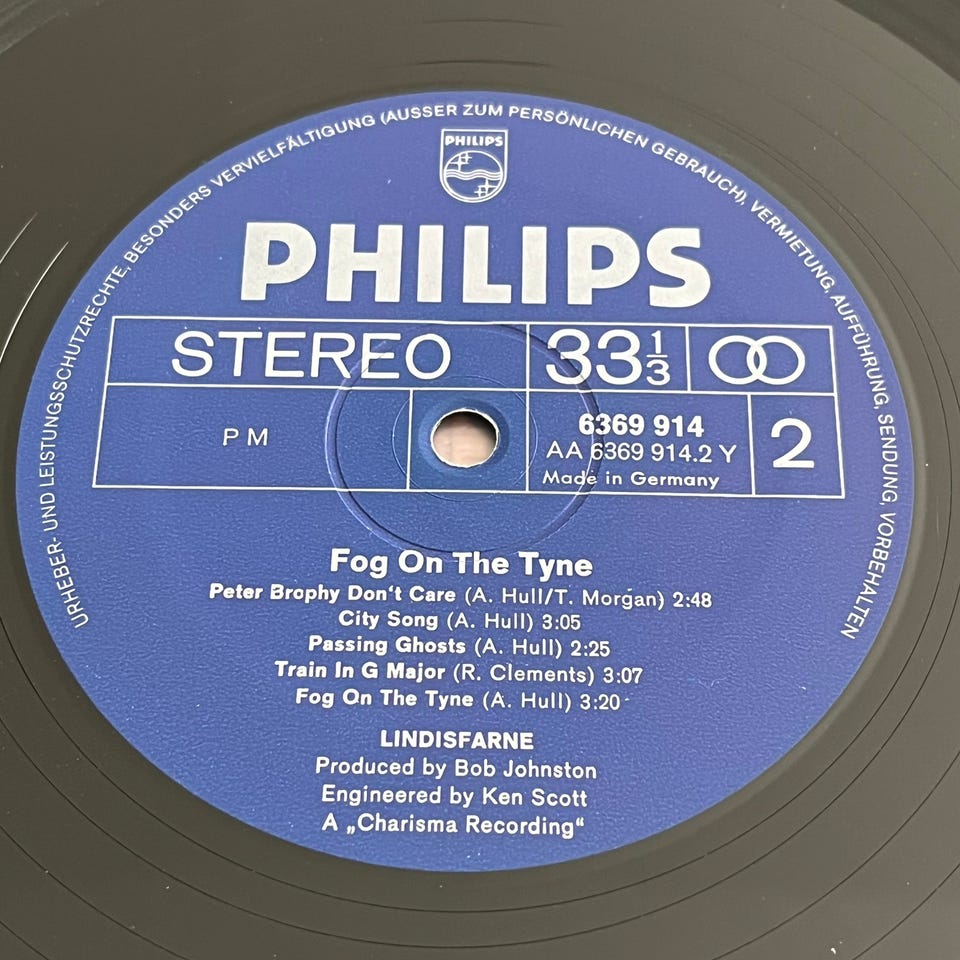 URHEBER- UND LEISTUNGSSCHUTZRECHTE, BESONDERS VERVIELFÄLTIGUNG (AUSSER ZUM PERSÖNLICHEN GEBRAUCH), VERMIETUNG, AUFFÜHRUNG, SENDUNG, VORBEHALTEN
PHILIPS
PHILIPS
STEREO 33 1/3
PM 6369 914 2
AA 6369 914.2 Y
Made in Germany
Fog On The Tyne
Peter Brophy Don't Care (A. Hull/T. Morgan) 2:48
City Song (A. Hull) 3:05
Passing Ghosts (A. Hull) 2:25
Train In G Major (R. Clements) 3:07
Fog On The Tyne (A. Hull) 3:20
LINDISFARNE
Produced by Bob Johnston
Engineered by Ken Scott
A „Charisma Recording“